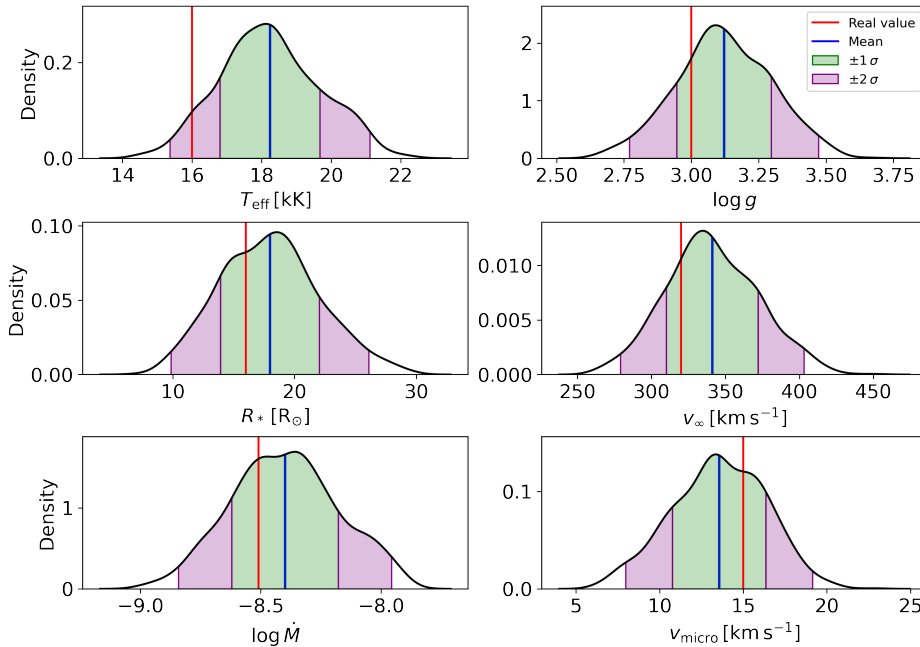 Density
0.0
0.2
14 16 18 20 22
T_eff [kK]
0
1
2
2.50 2.75 3.00 3.25 3.50 3.75
log g
Real value
Mean
±1 σ
±2 σ
Density
0.00
0.05
0.10
10 20 30
R_* [R_⊙]
0.000
0.005
0.010
250 300 350 400 450
v_∞ [km s⁻¹]
Density
0
1
−9.0 −8.5 −8.0
log Ṁ
0.0
0.1
5 10 15 20 25
v_micro [km s⁻¹]